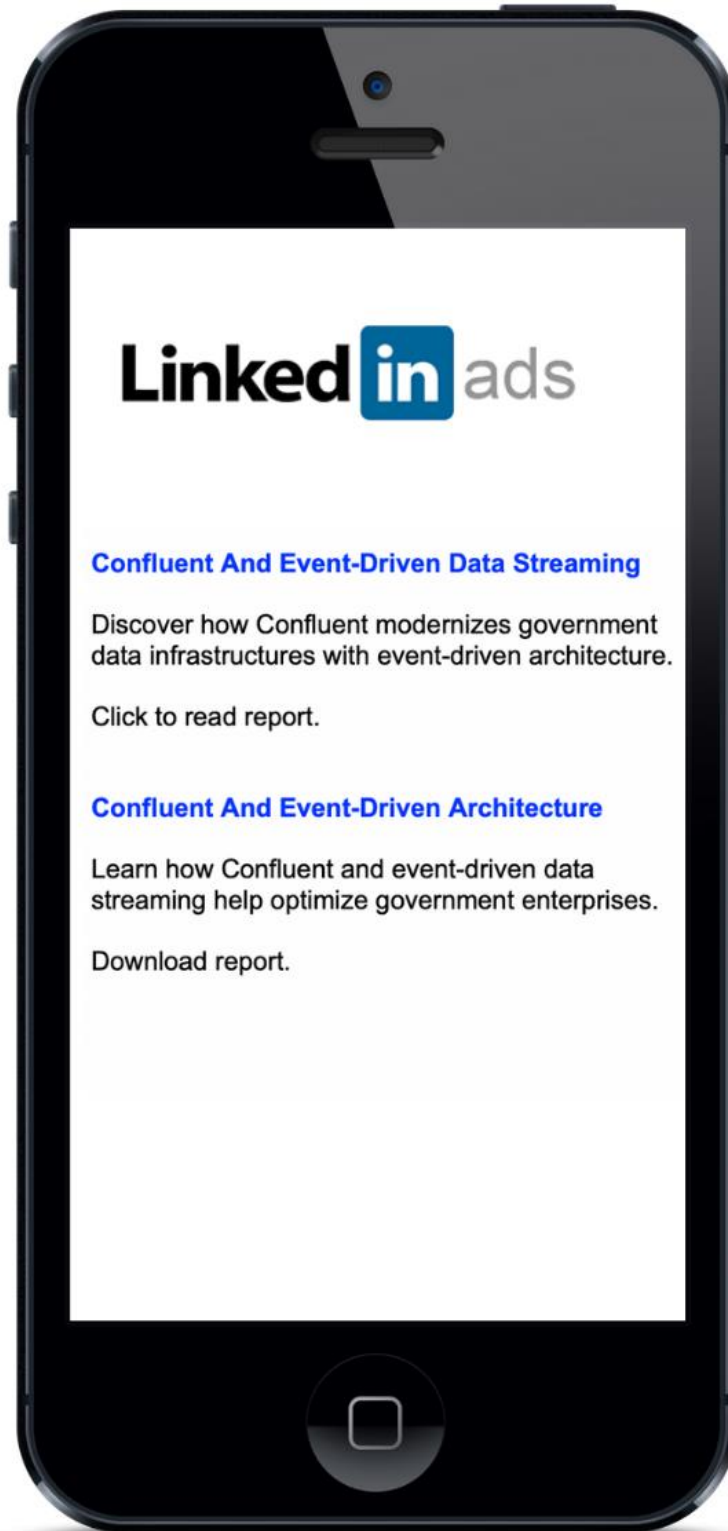 Linked in ads
Confluent And Event-Driven Data Streaming
Discover how Confluent modernizes government
data infrastructures with event-driven architecture.
Click to read report.
Confluent And Event-Driven Architecture
Learn how Confluent and event-driven data
streaming help optimize government enterprises.
Download report.